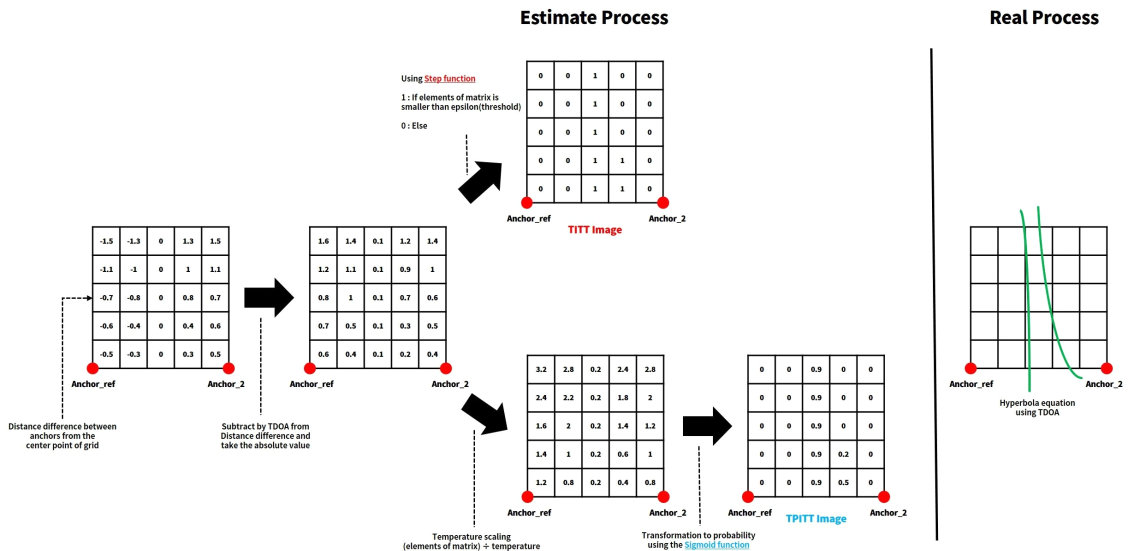 Estimate Process
Real Process
Using Step function
1 : If elements of matrix is
smaller than epsilon(threshold)
0 : Else
0 0 1 0 0
0 0 1 0 0
0 0 1 0 0
0 0 1 1 0
0 0 1 1 0
Anchor_ref
Anchor_2
TITT Image
-1.5 -1.3 0 1.3 1.5
-1.1 -1 0 1 1.1
-0.7 -0.8 0 0.8 0.7
-0.6 -0.4 0 0.4 0.6
-0.5 -0.3 0 0.3 0.5
Anchor_ref
Anchor_2
Distance difference between
anchors from the
center point of grid
1.6 1.4 0.1 1.2 1.4
1.2 1.1 0.1 0.9 1
0.8 1 0.1 0.7 0.6
0.7 0.5 0.1 0.3 0.5
0.6 0.4 0.1 0.2 0.4
Anchor_ref
Anchor_2
Subtract by TDOA from
Distance difference and
take the absolute value
3.2 2.8 0.2 2.4 2.8
2.4 2.2 0.2 1.8 2
1.6 2 0.2 1.4 1.2
1.4 1 0.2 0.6 1
1.2 0.8 0.2 0.4 0.8
Anchor_ref
Anchor_2
Temperature scaling
(elements of matrix) ÷ temperature
0 0 0.9 0 0
0 0 0.9 0 0
0 0 0.9 0 0
0 0 0.9 0.2 0
0 0 0.9 0.5 0
Anchor_ref
Anchor_2
TPITT Image
Transformation to probability
using the Sigmoid function
Anchor_ref
Anchor_2
Hyperbola equation
using TDOA